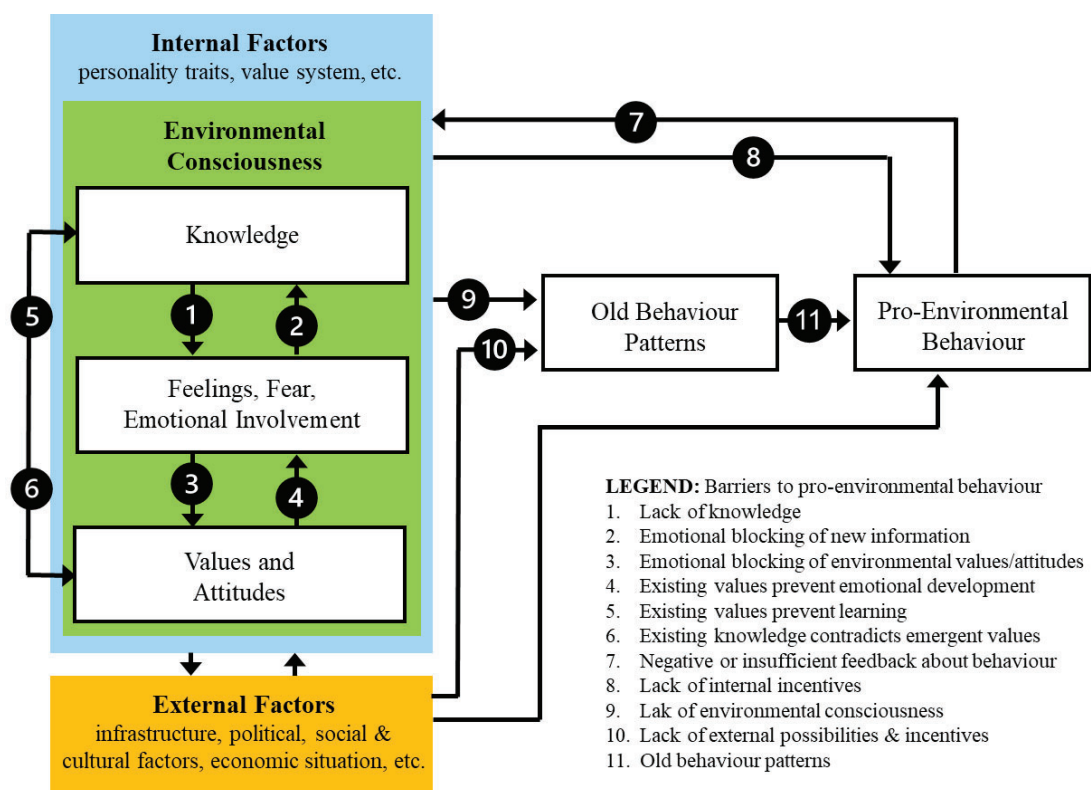 Internal Factors
personality traits, value system, etc.
Environmental
Consciousness
Knowledge
1
2
Feelings, Fear,
Emotional Involvement
3
4
Values and
Attitudes
5
6
7
8
9
10
Old Behaviour
Patterns
11
Pro-Environmental
Behaviour
External Factors
infrastructure, political, social &
cultural factors, economic situation, etc.
LEGEND: Barriers to pro-environmental behaviour
1. Lack of knowledge
2. Emotional blocking of new information
3. Emotional blocking of environmental values/attitudes
4. Existing values prevent emotional development
5. Existing values prevent learning
6. Existing knowledge contradicts emergent values
7. Negative or insufficient feedback about behaviour
8. Lack of internal incentives
9. Lak of environmental consciousness
10. Lack of external possibilities & incentives
11. Old behaviour patterns